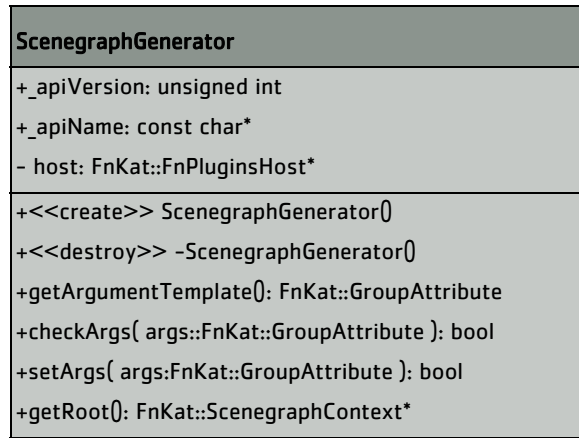 ScenegraphGenerator
+_apiVersion: unsigned int
+_apiName: const char*
- host: FnKat::FnPluginsHost*
+<<create>> ScenegraphGenerator()
+<<destroy>> -ScenegraphGenerator()
+getArgumentTemplate(): FnKat::GroupAttribute
+checkArgs( args::FnKat::GroupAttribute ): bool
+setArgs( args:FnKat::GroupAttribute ): bool
+getRoot(): FnKat::ScenegraphContext*